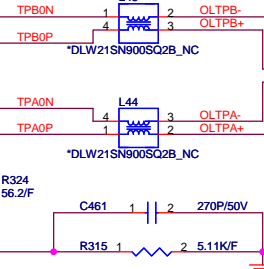 TPB0N 1 2 OLTPB-
4 3 OLTPB+
TPB0P
*DLW21SN900SQ2B_NC
TPA0N L44
4 3 OLTPA-
TPA0P 1 2 OLTPA+
*DLW21SN900SQ2B_NC
R324
56.2/F
C461 1 2 270P/50V
R315 1 2 5.11K/F